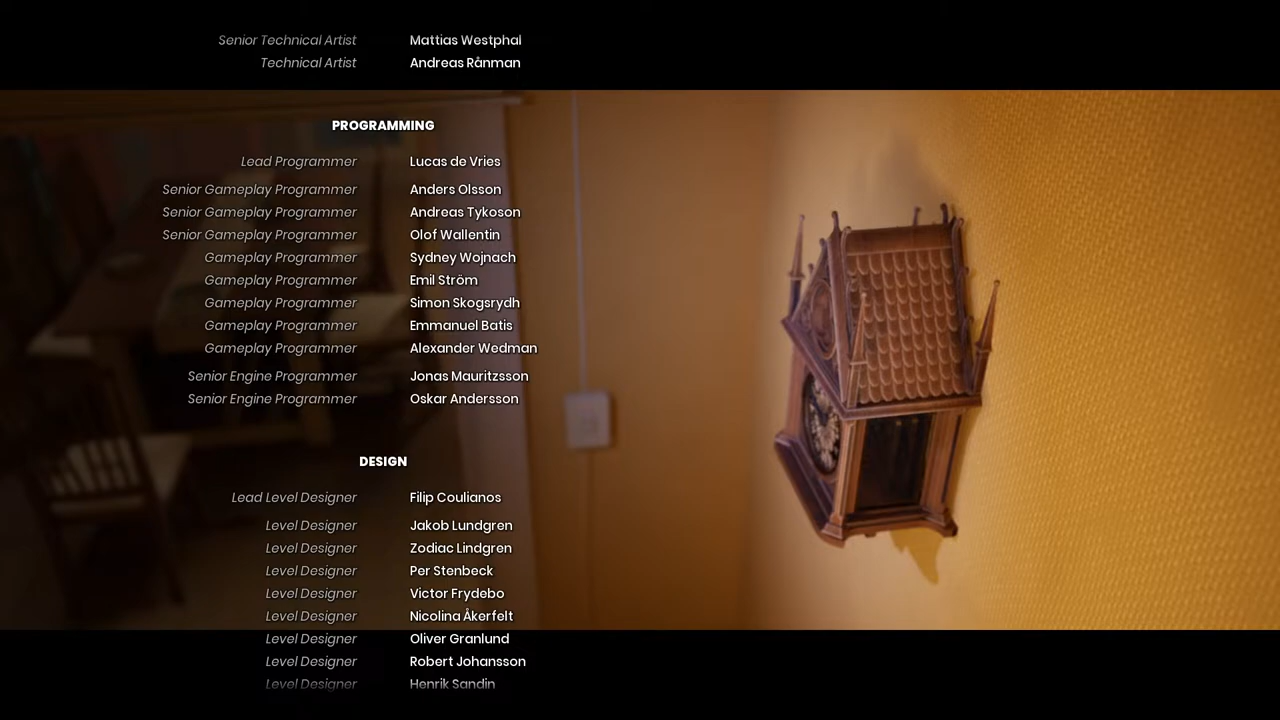 Senior Technical Artist Mattias Westphal
Technical Artist Andreas Rånman
PROGRAMMING
Lead Programmer Lucas de Vries
Senior Gameplay Programmer Anders Olsson
Senior Gameplay Programmer Andreas Tykoson
Senior Gameplay Programmer Olof Wallentin
Gameplay Programmer Sydney Wojnach
Gameplay Programmer Emil Ström
Gameplay Programmer Simon Skogsrydh
Gameplay Programmer Emmanuel Batis
Gameplay Programmer Alexander Wedman
Senior Engine Programmer Jonas Mauritzsson
Senior Engine Programmer Oskar Andersson
DESIGN
Lead Level Designer Filip Coulianos
Level Designer Jakob Lundgren
Level Designer Zodiac Lindgren
Level Designer Per Stenbeck
Level Designer Victor Frydebo
Level Designer Nicolina Åkerfelt
Level Designer Oliver Granlund
Level Designer Robert Johansson
Level Designer Henrik Sandin